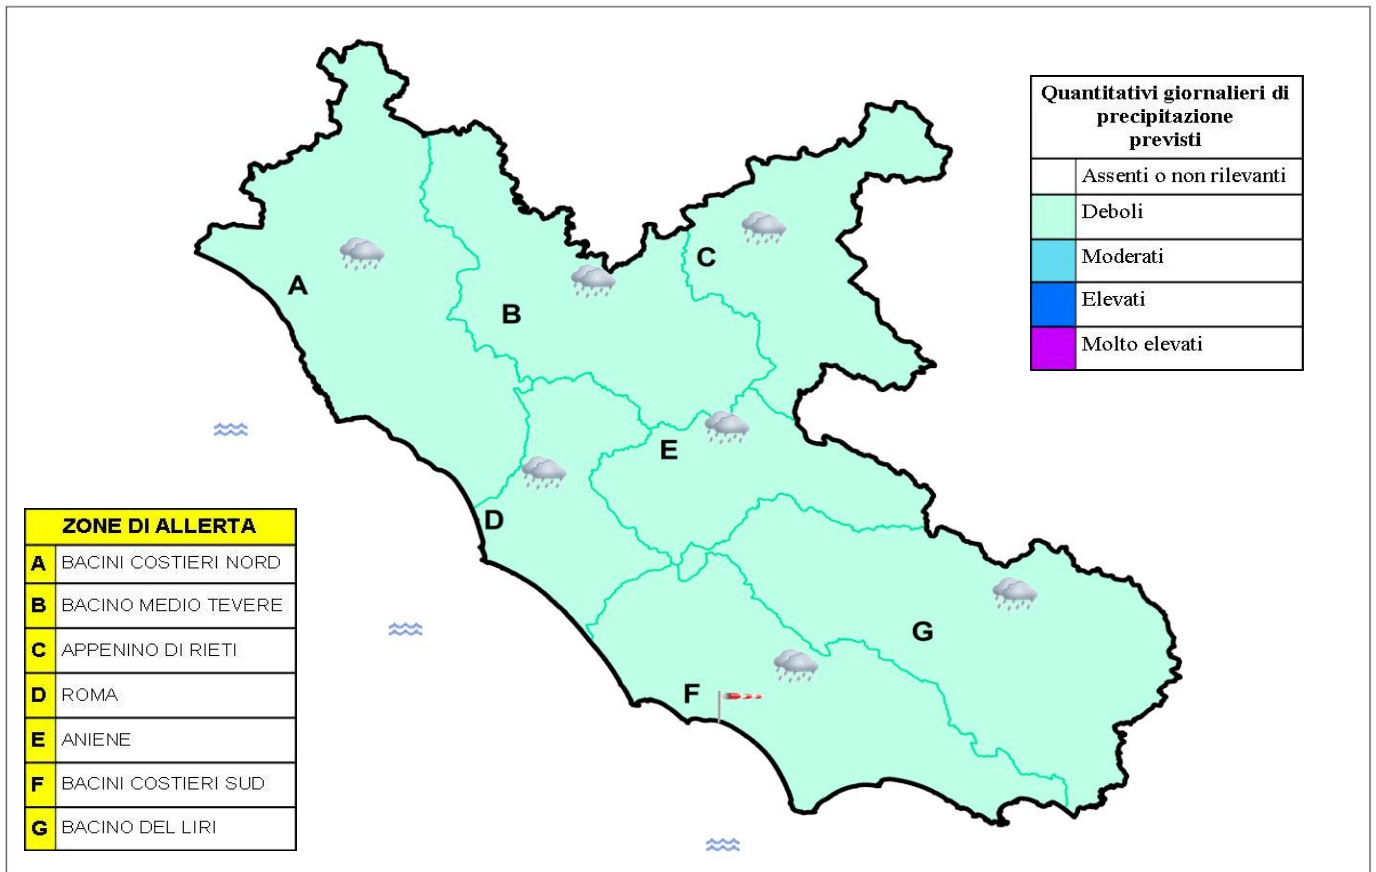 Quantitativi giornalieri di
precipitazione
previsti
Assenti o non rilevanti
Deboli
Moderati
Elevati
Molto elevati
A
B
C
D
E
F
G
ZONE DI ALLERTA
A BACINI COSTIERI NORD
B BACINO MEDIO TEVERE
C APPENINO DI RIETI
D ROMA
E ANIENE
F BACINI COSTIERI SUD
G BACINO DEL LIRI